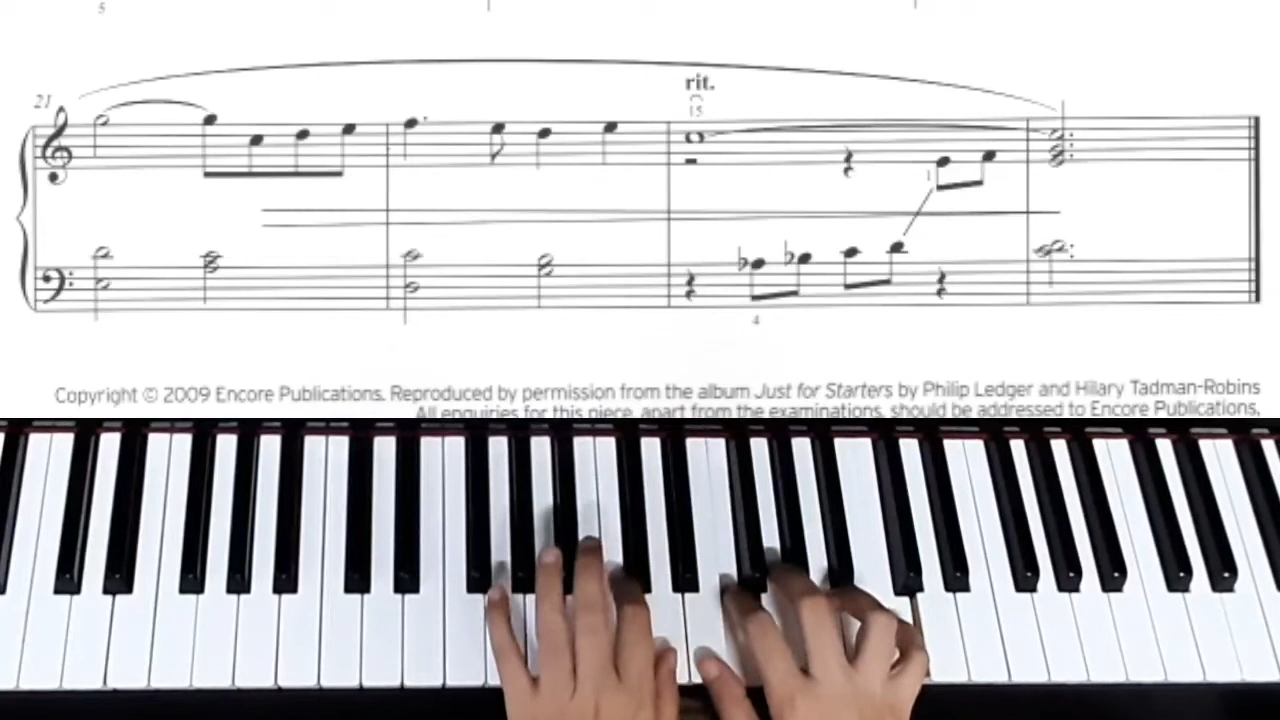 5
21
rit.
15
1
4
Copyright © 2009 Encore Publications. Reproduced by permission from the album Just for Starters by Philip Ledger and Hilary Tadman-Robins
All enquiries for this piece, apart from the examinations, should be addressed to Encore Publications,